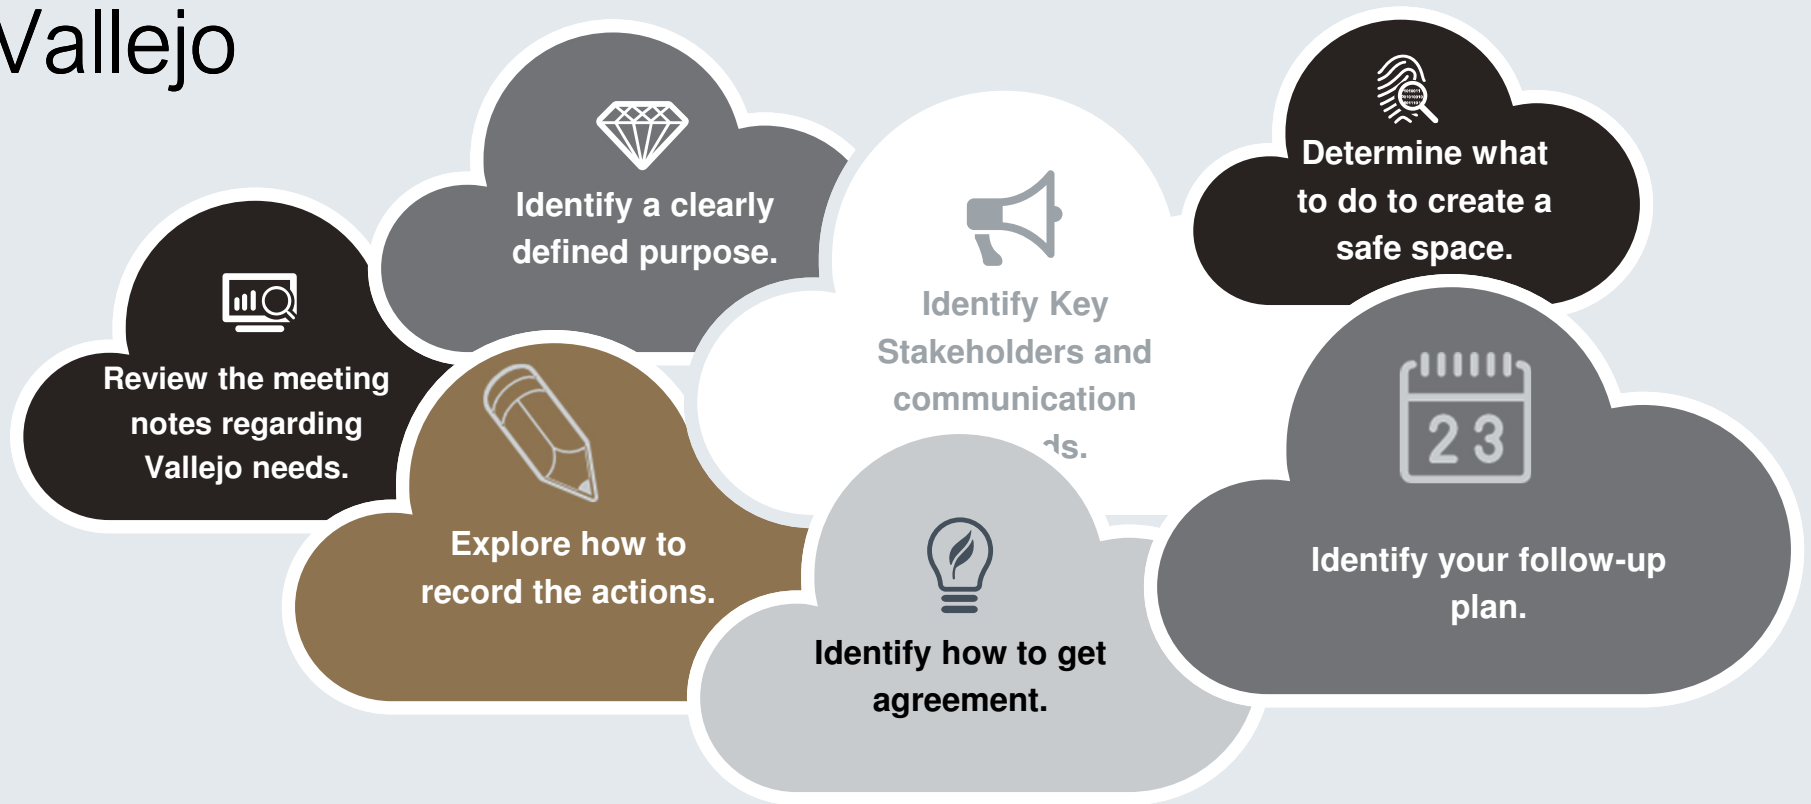 Vallejo
Review the meeting
notes regarding
Vallejo needs.
Identify a clearly
defined purpose.
Explore how to
record the actions.
Identify Key
Stakeholders and
communication
Identify how to get
agreement.
Determine what
to do to create a
safe space.
23
Identify your follow-up
plan.